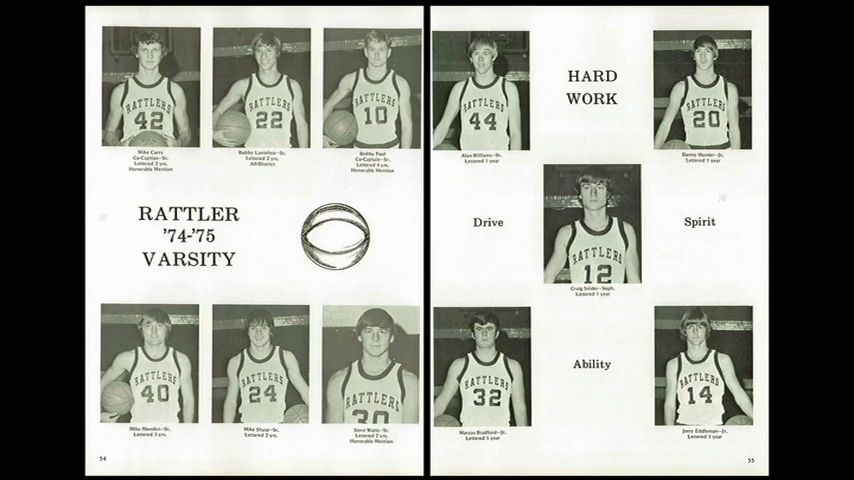 RATTLERS
42
RATTLERS
22
RATTLERS
10
Mike Curry
Co-Captain-Sr.
Lettered 2 yrs.
Honorable Mention
Bobby Lanieline-Sr.
Lettered 2 yrs.
All-District
Bobby Pool
Co-Captain-Sr.
Lettered 4 yrs.
Honorable Mention
RATTLER
'74-'75
VARSITY
RATTLERS
40
RATTLERS
24
RATTLERS
30
Mike Lettered 3 yrs.
Mike Sharp-Sr.
Lettered 2 yrs.
Steve Watts-Sr.
Lettered 2 yrs.
Honorable Mention
54
RATTLERS
44
Alan Williams-Sr.
Lettered 1 year
HARD
WORK
RATTLERS
20
Danny Hunter-Jr.
Lettered 1 year
Drive
RATTLERS
12
Craig Snider-Soph.
Lettered 1 year
Spirit
RATTLERS
32
Marcus Bradford-Jr.
Lettered 1 year
Ability
RATTLERS
14
Jerry Eddleman-Jr.
Lettered 1 year
55